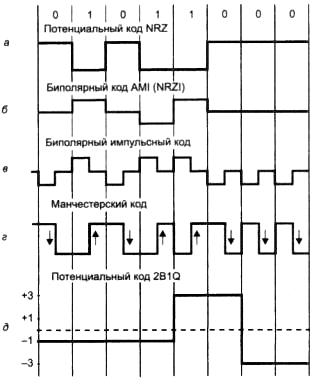 0 1 0 1 1 0 0 0
Потенциальный код NRZ
а
Биполярный код AMI (NRZI)
б
Биполярный импульсный код
в
Манчестерский код
г
Потенциальный код 2B1Q
+3
+1
д
–1
–3